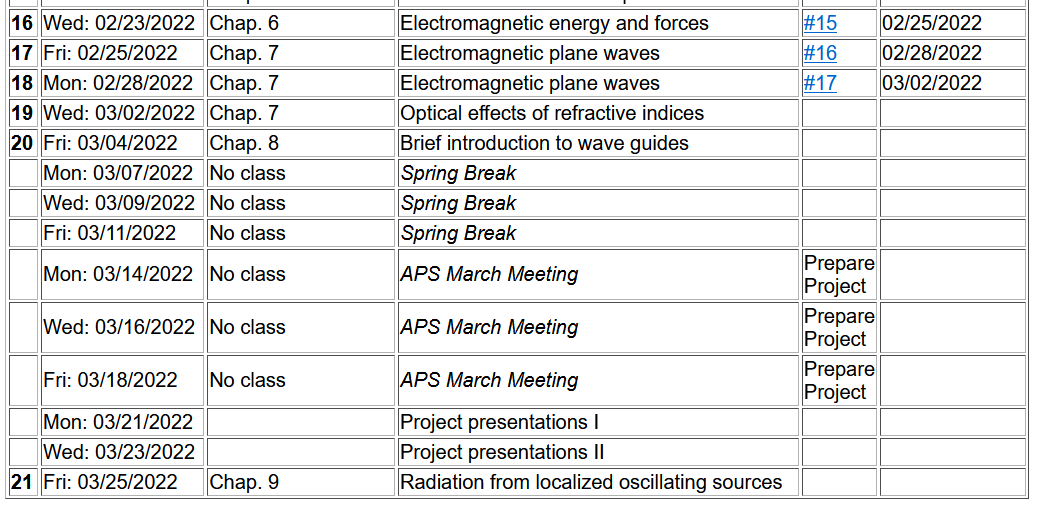 16 Wed: 02/23/2022 Chap. 6 Electromagnetic energy and forces #15 02/25/2022
17 Fri: 02/25/2022 Chap. 7 Electromagnetic plane waves #16 02/28/2022
18 Mon: 02/28/2022 Chap. 7 Electromagnetic plane waves #17 03/02/2022
19 Wed: 03/02/2022 Chap. 7 Optical effects of refractive indices
20 Fri: 03/04/2022 Chap. 8 Brief introduction to wave guides
Mon: 03/07/2022 No class Spring Break
Wed: 03/09/2022 No class Spring Break
Fri: 03/11/2022 No class Spring Break
Mon: 03/14/2022 No class APS March Meeting Prepare Project
Wed: 03/16/2022 No class APS March Meeting Prepare Project
Fri: 03/18/2022 No class APS March Meeting Prepare Project
Mon: 03/21/2022 Project presentations I
Wed: 03/23/2022 Project presentations II
21 Fri: 03/25/2022 Chap. 9 Radiation from localized oscillating sources